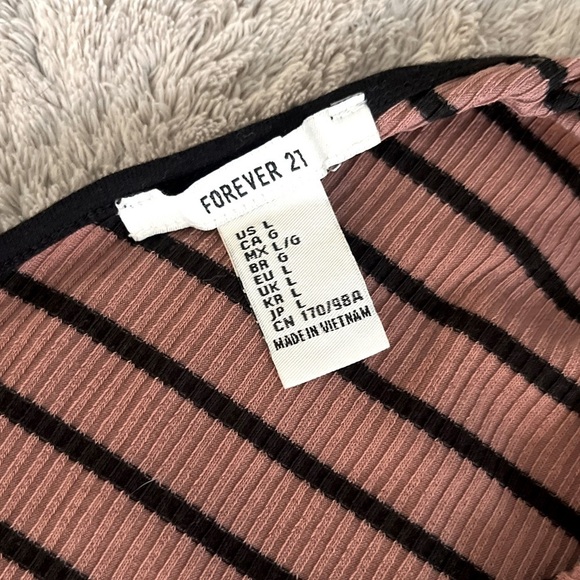 FOREVER 21
US L
CA G
MX L/G
BR G
EU L
UK L
KR L
JP L
CN 170/98A
MADE IN VIETNAM